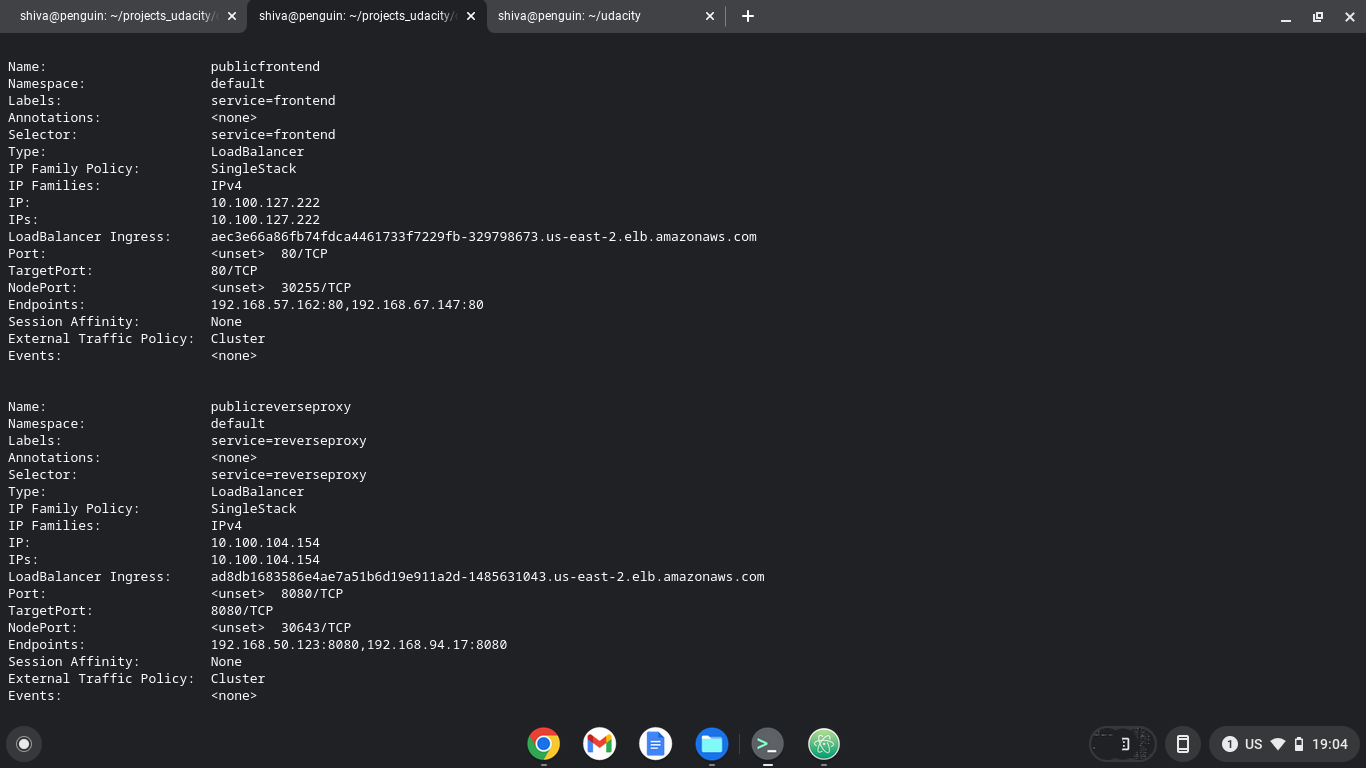 shiva@penguin: ~/projects_udacity/
shiva@penguin: ~/projects_udacity/
shiva@penguin: ~/udacity
Name: publicfrontend
Namespace: default
Labels: service=frontend
Annotations: <none>
Selector: service=frontend
Type: LoadBalancer
IP Family Policy: SingleStack
IP Families: IPv4
IP: 10.100.127.222
IPs: 10.100.127.222
LoadBalancer Ingress: aec3e66a86fb74fdca4461733f7229fb-329798673.us-east-2.elb.amazonaws.com
Port: <unset> 80/TCP
TargetPort: 80/TCP
NodePort: <unset> 30255/TCP
Endpoints: 192.168.57.162:80,192.168.67.147:80
Session Affinity: None
External Traffic Policy: Cluster
Events: <none>
Name: publicreverseproxy
Namespace: default
Labels: service=reverseproxy
Annotations: <none>
Selector: service=reverseproxy
Type: LoadBalancer
IP Family Policy: SingleStack
IP Families: IPv4
IP: 10.100.104.154
IPs: 10.100.104.154
LoadBalancer Ingress: ad8db1683586e4ae7a51b6d19e911a2d-1485631043.us-east-2.elb.amazonaws.com
Port: <unset> 8080/TCP
TargetPort: 8080/TCP
NodePort: <unset> 30643/TCP
Endpoints: 192.168.50.123:8080,192.168.94.17:8080
Session Affinity: None
External Traffic Policy: Cluster
Events: <none>
1 US 19:04